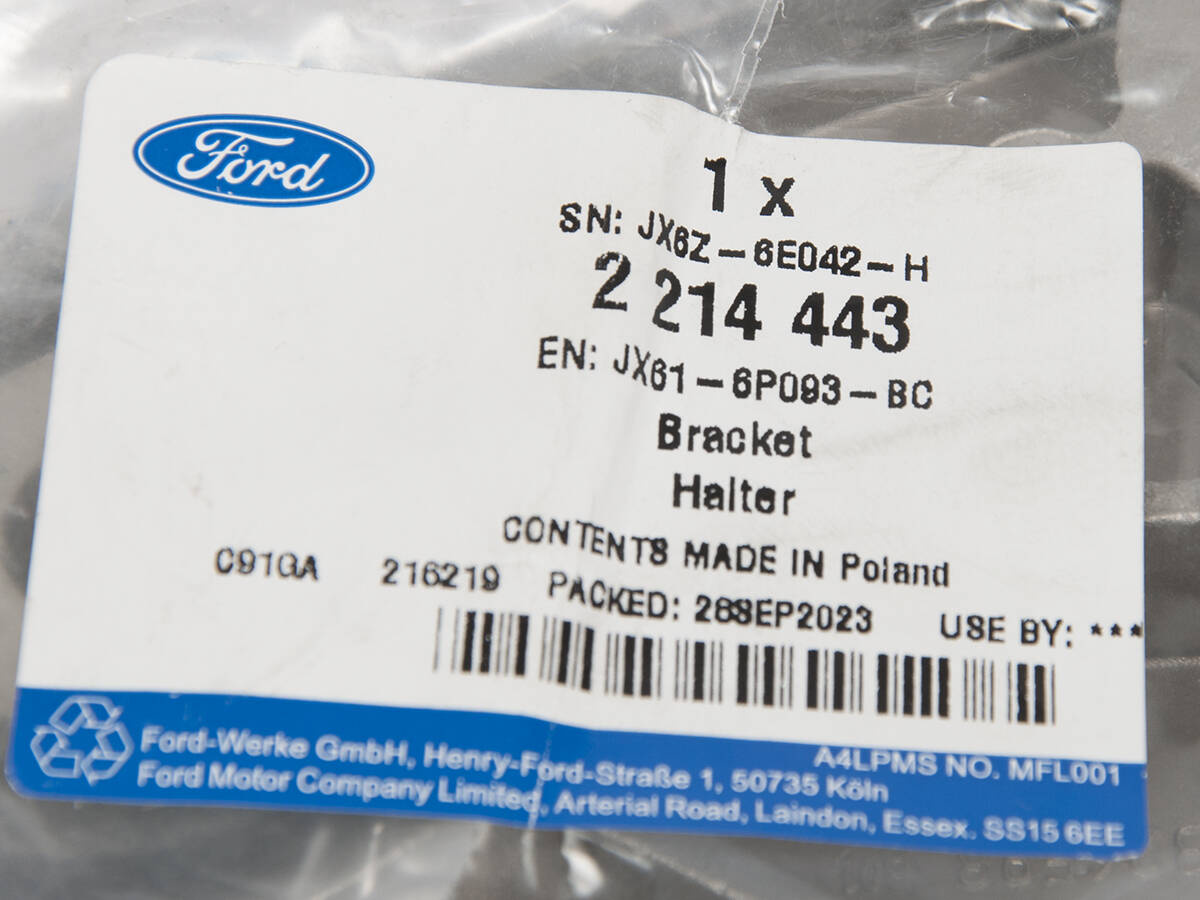 Ford
1 x
SN: JX6Z-6E042-H
2 214 443
EN: JX61-6P093-BC
Bracket
Halter
CONTENTS MADE IN Poland
C91GA 216219 PACKED: 28SEP2023 USE BY: ***
A4LPMS NO. MFL001
Ford-Werke GmbH, Henry-Ford-Straße 1, 50735 Köln
Ford Motor Company Limited, Arterial Road, Laindon, Essex. SS15 6EE